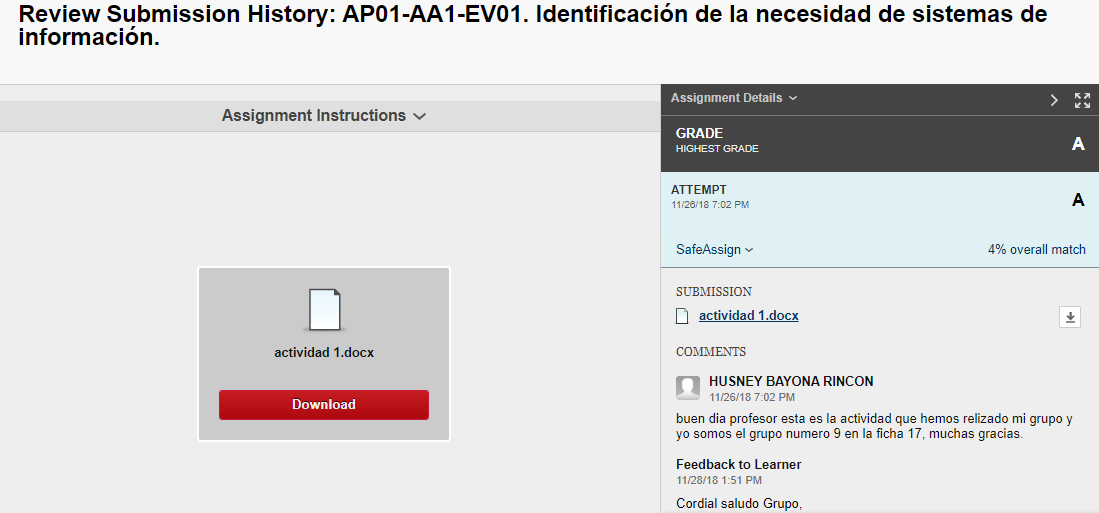 Review Submission History: AP01-AA1-EV01. Identificación de la necesidad de sistemas de
información.
Assignment Instructions
actividad 1.docx
Download
Assignment Details
GRADE
HIGHEST GRADE
A
ATTEMPT
11/26/18 7:02 PM
A
SafeAssign
4% overall match
SUBMISSION
actividad 1.docx
COMMENTS
HUSNEY BAYONA RINCON
11/26/18 7:02 PM
buen dia profesor esta es la actividad que hemos relizado mi grupo y
yo somos el grupo numero 9 en la ficha 17, muchas gracias.
Feedback to Learner
11/28/18 1:51 PM
Cordial saludo Grupo,